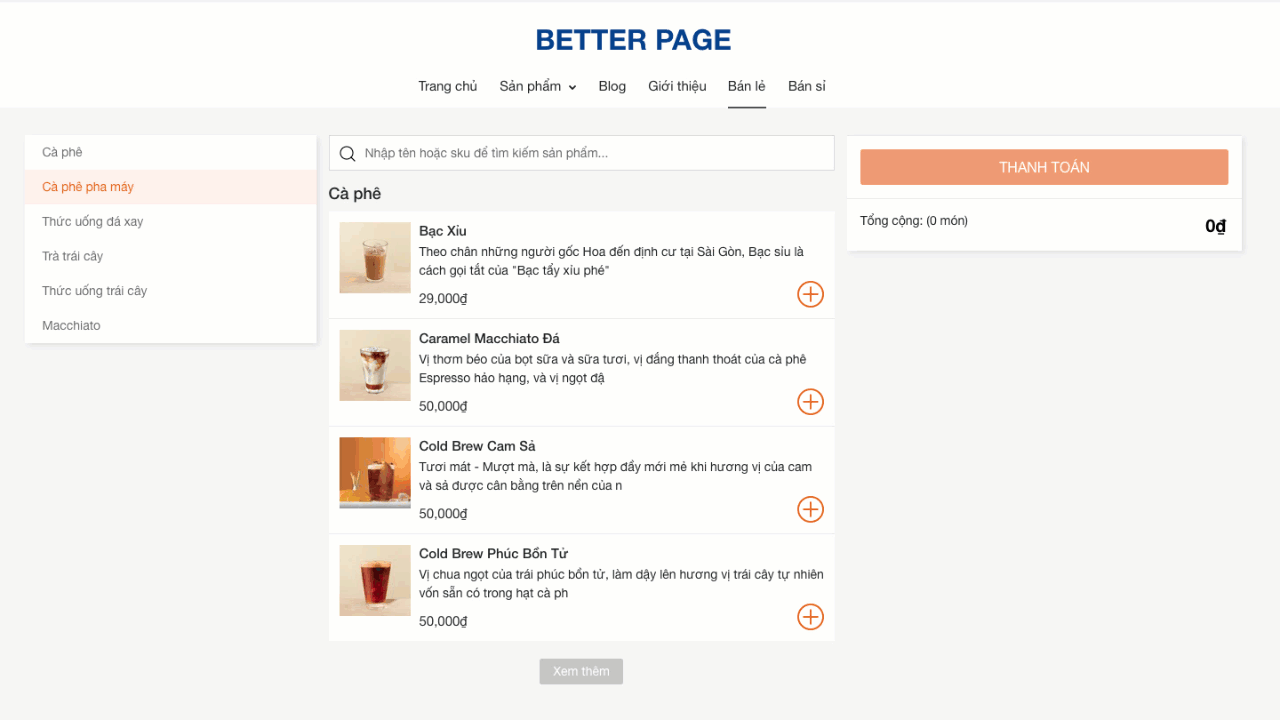 BETTER PAGE
Trang chủ Sản phẩm Blog Giới thiệu Bán lẻ Bán sỉ
Cà phê
Cà phê pha máy
Thức uống đá xay
Trà trái cây
Thức uống trái cây
Macchiato
Nhập tên hoặc sku để tìm kiếm sản phẩm...
Cà phê
Bạc Xỉu
Theo chân những người gốc Hoa đến định cư tại Sài Gòn, Bạc sỉu là
cách gọi tắt của "Bạc tẩy xỉu phé"
29,000₫
Caramel Macchiato Đá
Vị thơm béo của bọt sữa và sữa tươi, vị đắng thanh thoát của cà phê
Espresso hảo hạng, và vị ngọt đậ
50,000₫
Cold Brew Cam Sả
Tươi mát - Mượt mà, là sự kết hợp đầy mới mẻ khi hương vị của cam
và sả được cân bằng trên nền của n
50,000₫
Cold Brew Phúc Bồn Tử
Vị chua ngọt của trái phúc bồn tử, làm dậy lên hương vị trái cây tự nhiên
vốn sẵn có trong hạt cà ph
50,000₫
Xem thêm
THANH TOÁN
Tổng cộng: (0 món) 0₫